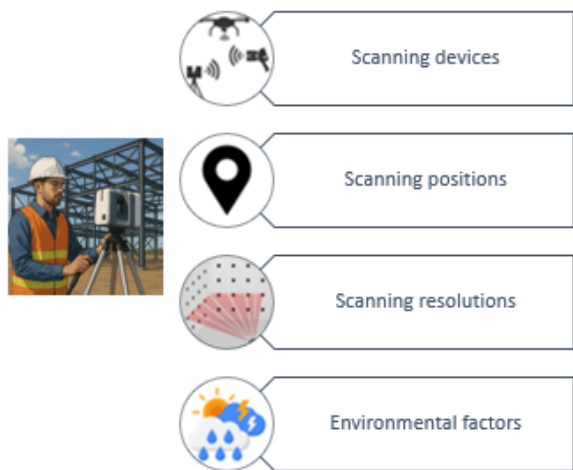 Scanning devices
Scanning positions
Scanning resolutions
Environmental factors